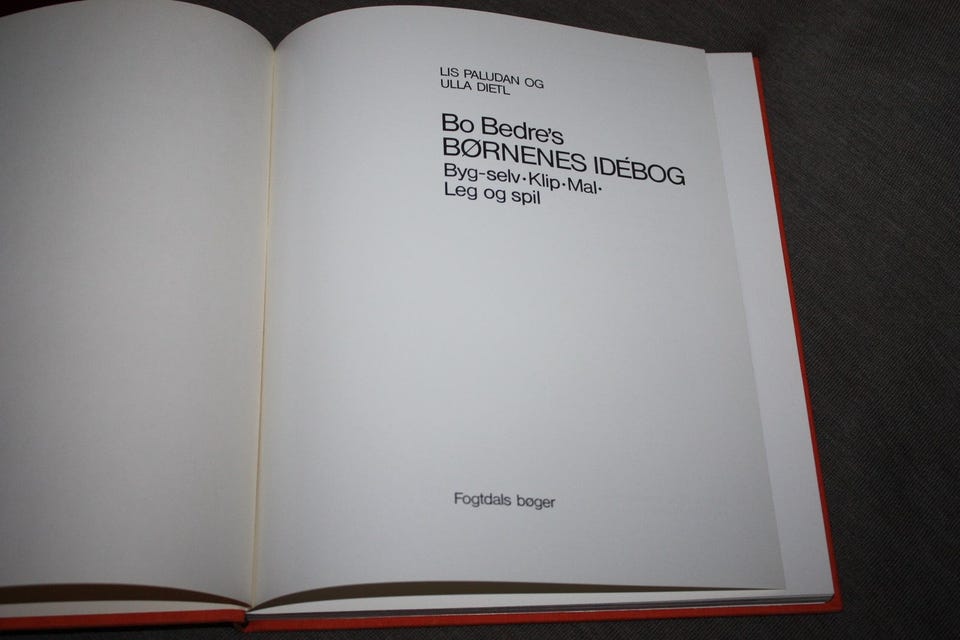 LIS PALUDAN OG
ULLA DIETL
Bo Bedre's
BØRNENES IDÉBOG
Byg-selv·Klip·Mal·
Leg og spil
Fogtdals bøger